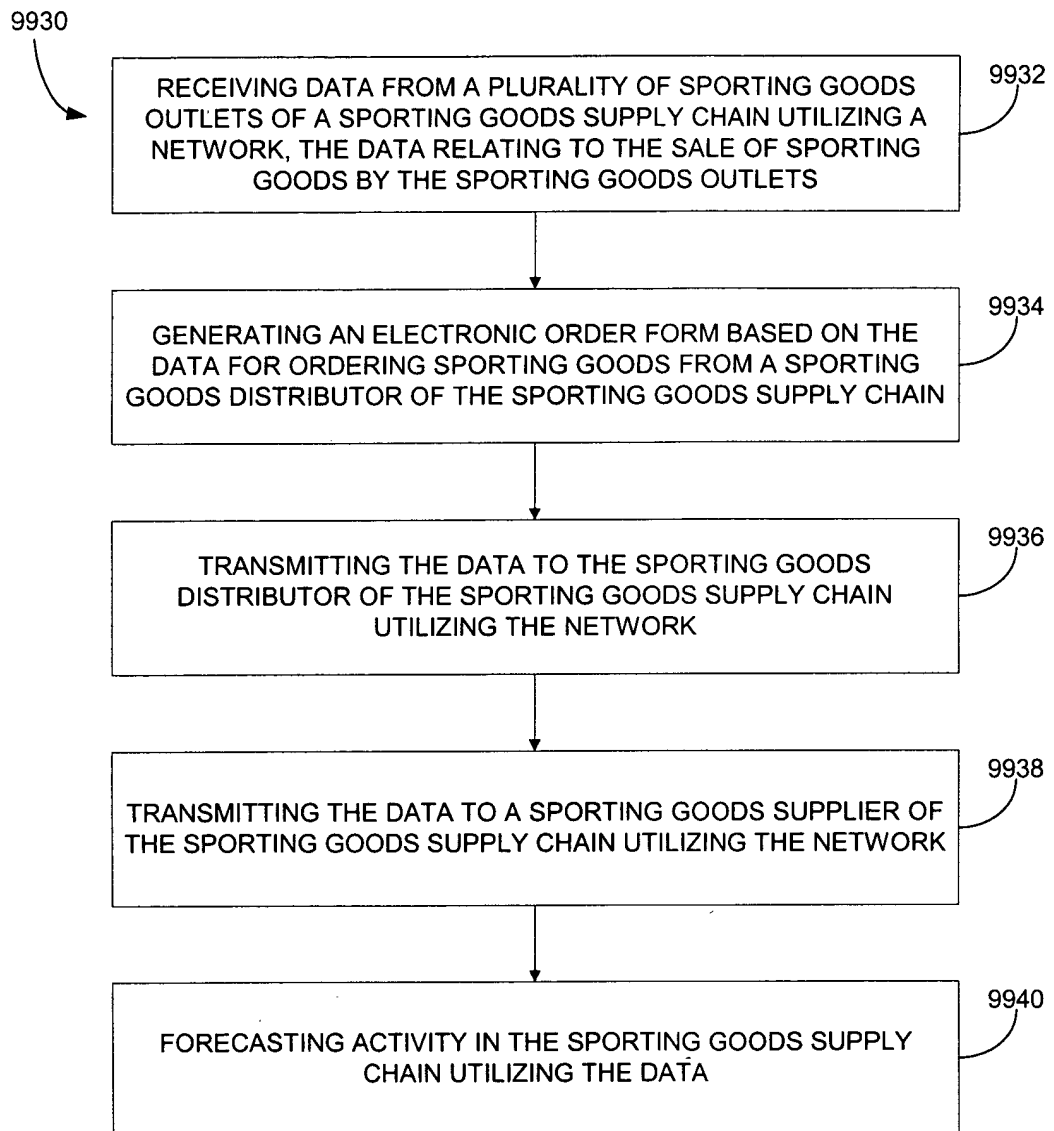 9930
RECEIVING DATA FROM A PLURALITY OF SPORTING GOODS
OUTLETS OF A SPORTING GOODS SUPPLY CHAIN UTILIZING A
NETWORK, THE DATA RELATING TO THE SALE OF SPORTING
GOODS BY THE SPORTING GOODS OUTLETS
9932
GENERATING AN ELECTRONIC ORDER FORM BASED ON THE
DATA FOR ORDERING SPORTING GOODS FROM A SPORTING
GOODS DISTRIBUTOR OF THE SPORTING GOODS SUPPLY CHAIN
9934
TRANSMITTING THE DATA TO THE SPORTING GOODS
DISTRIBUTOR OF THE SPORTING GOODS SUPPLY CHAIN
UTILIZING THE NETWORK
9936
TRANSMITTING THE DATA TO A SPORTING GOODS SUPPLIER OF
THE SPORTING GOODS SUPPLY CHAIN UTILIZING THE NETWORK
9938
FORECASTING ACTIVITY IN THE SPORTING GOODS SUPPLY
CHAIN UTILIZING THE DATA
9940